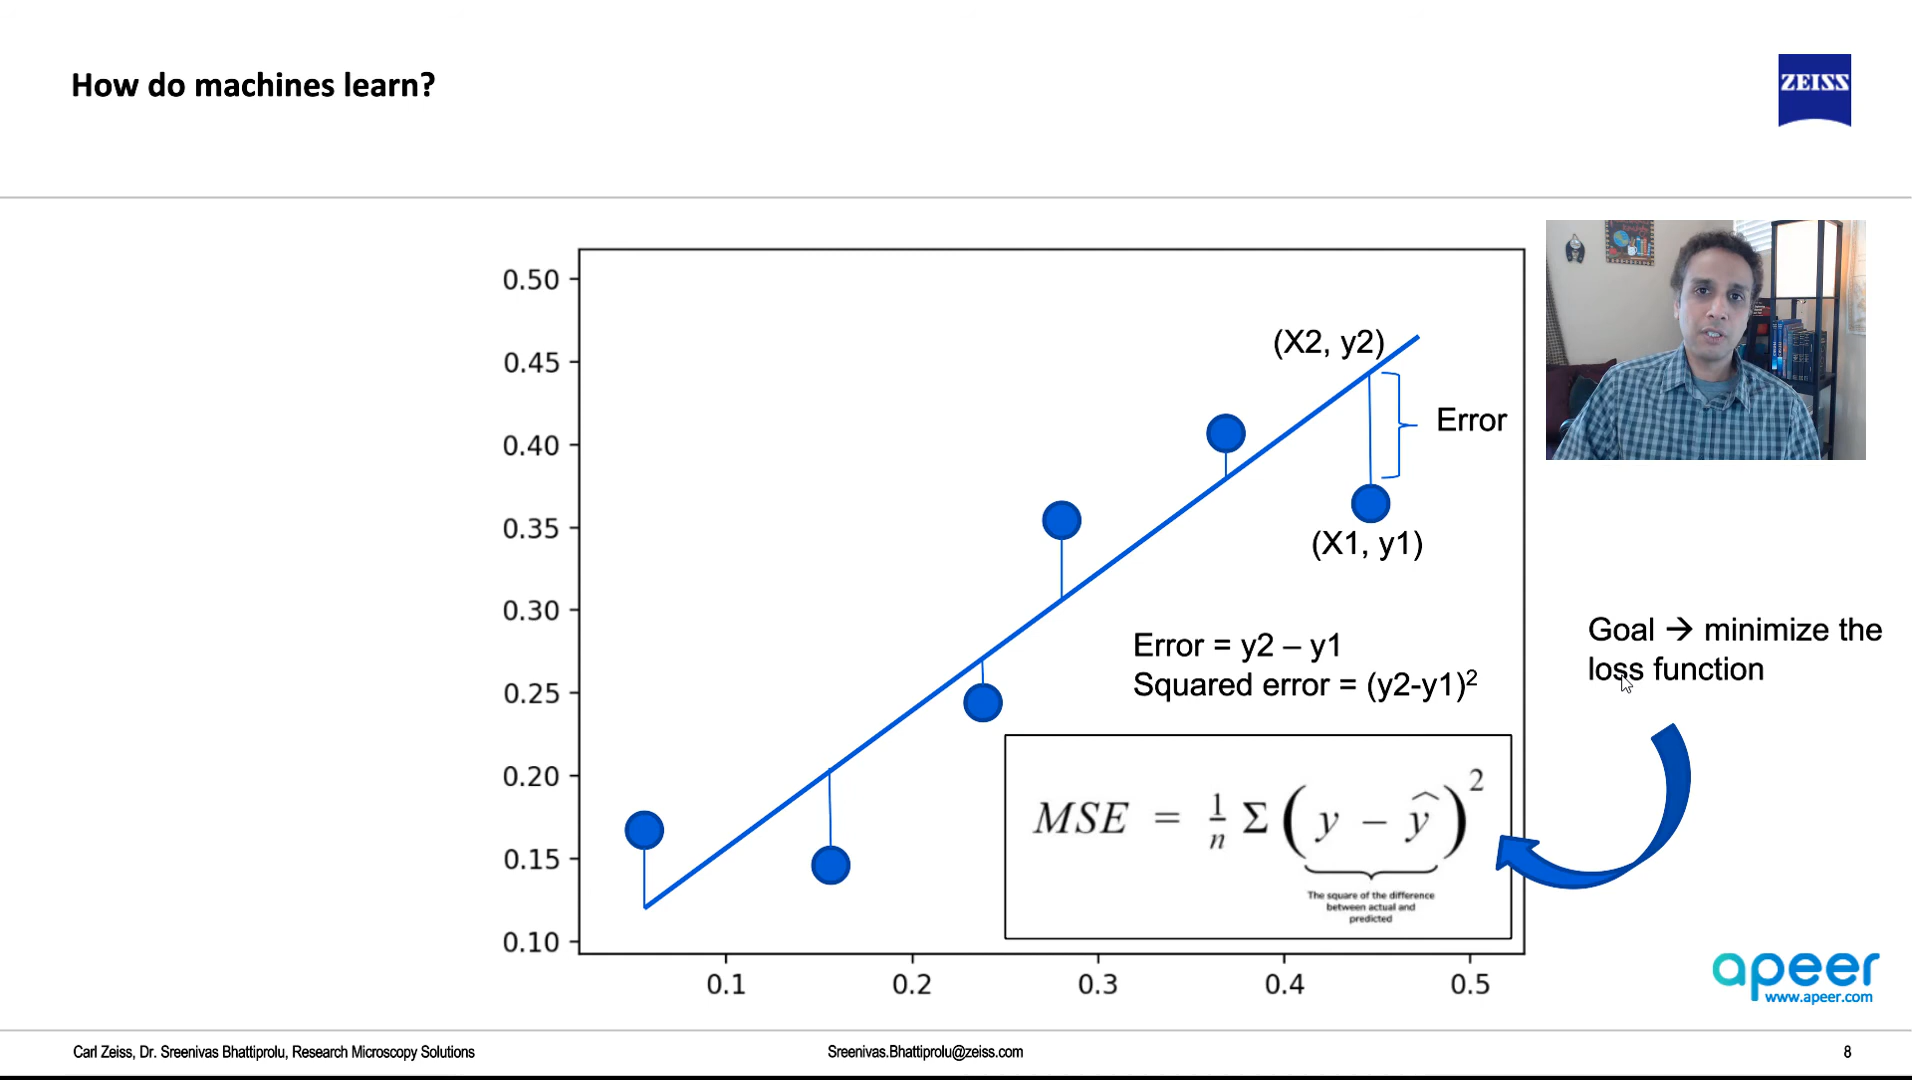 How do machines learn?
ZEISS
0.50
0.45
0.40
0.35
0.30
0.25
0.20
0.15
0.10
0.1 0.2 0.3 0.4 0.5
(X2, y2)
Error
(X1, y1)
Error = y2 – y1
Squared error = (y2-y1)²
MSE = 1/n Σ (y − ŷ)²
The square of the difference
between actual and
predicted
Goal → minimize the
loss function
apeer
www.apeer.com
Carl Zeiss, Dr. Sreenivas Bhattiprolu, Research Microscopy Solutions
Sreenivas.Bhattiprolu@zeiss.com
8